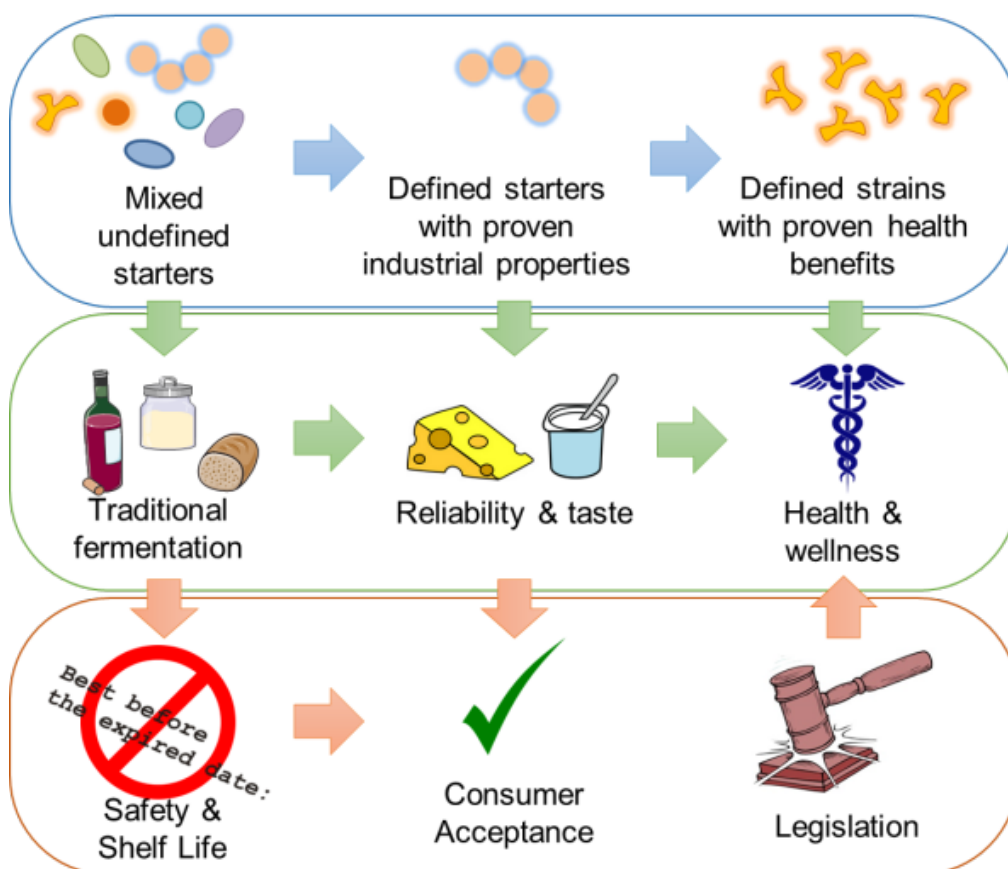 Mixed
undefined
starters
Defined starters
with proven
industrial properties
Defined strains
with proven health
benefits
Traditional
fermentation
Reliability & taste
Health &
wellness
Best before
the expired date:
Safety &
Shelf Life
Consumer
Acceptance
Legislation